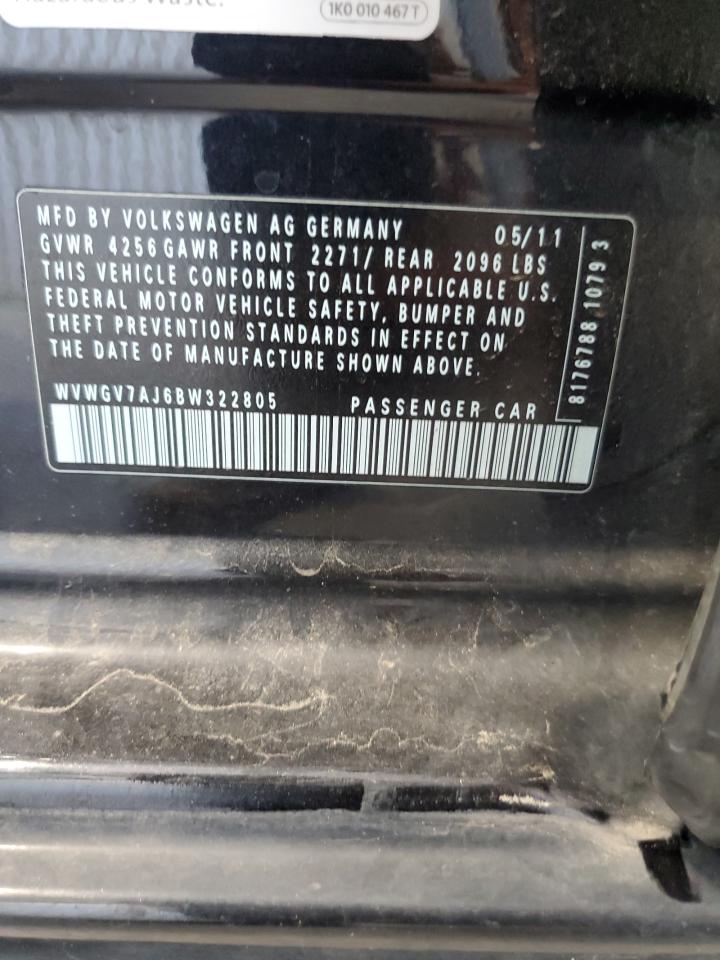 Hazardous Waste.
1K0 010 467 T
MFD BY VOLKSWAGEN AG GERMANY 05/11
GVWR 4256 GAWR FRONT 2271/ REAR 2096 LBS
THIS VEHICLE CONFORMS TO ALL APPLICABLE U.S.
FEDERAL MOTOR VEHICLE SAFETY, BUMPER AND
THEFT PREVENTION STANDARDS IN EFFECT ON
THE DATE OF MANUFACTURE SHOWN ABOVE.
WVWGV7AJ6BW322805 PASSENGER CAR
8176788 1079 3